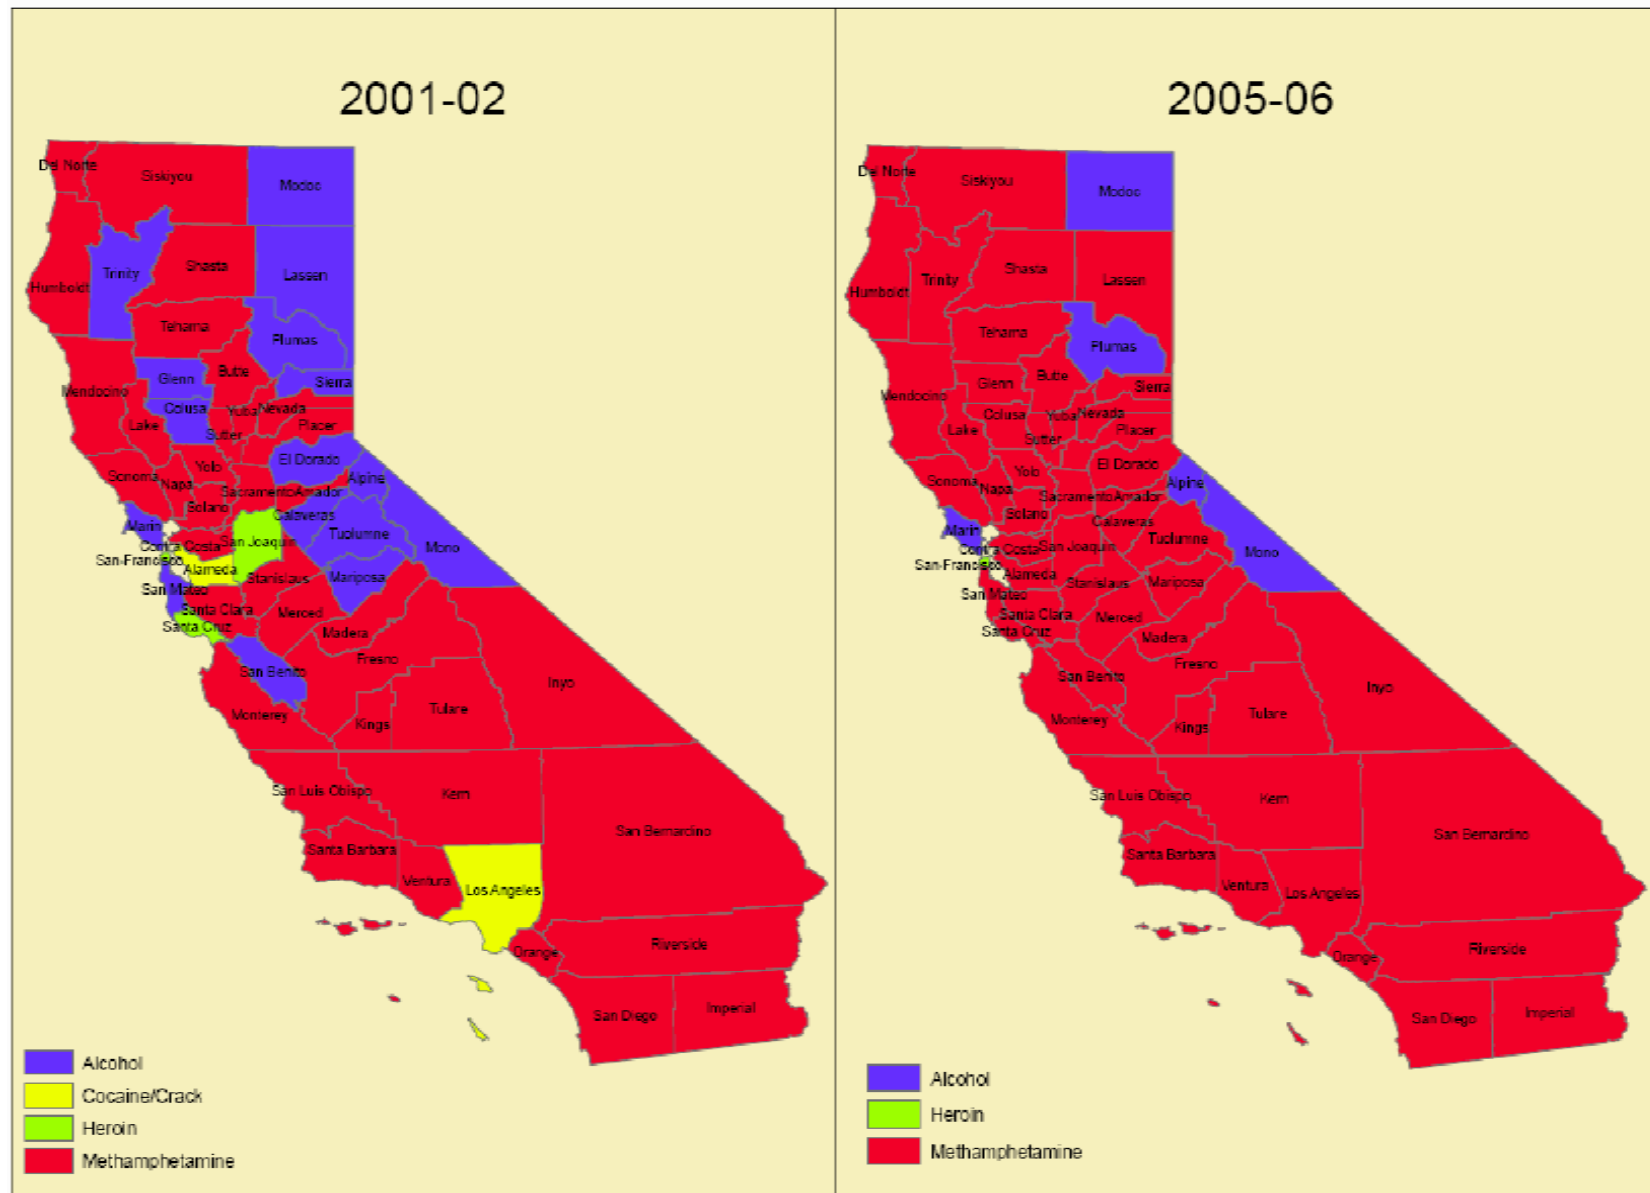 2001-02
Del Norte
Siskiyou
Modoc
Trinity
Shasta
Lassen
Humboldt
Tehama
Plumas
Glenn
Butte
Sierra
Mendocino
Colusa
Yuba
Nevada
Lake
Sutter
Placer
Yolo
El Dorado
Sonoma
Napa
Alpine
Sacramento
Amador
Solano
Marin
Calaveras
Tuolumne
Mono
Contra Costa
San Joaquin
San-Francisco
Alameda
Stanislaus
Mariposa
San Mateo
Santa Clara
Merced
Santa Cruz
Madera
San Benito
Fresno
Inyo
Monterey
Kings
Tulare
San Luis Obispo
Kern
San Bernardino
Santa Barbara
Ventura
Los Angeles
Orange
Riverside
San Diego
Imperial
Alcohol
Cocaine/Crack
Heroin
Methamphetamine
2005-06
Del Norte
Siskiyou
Modoc
Trinity
Shasta
Lassen
Humboldt
Tehama
Plumas
Glenn
Butte
Sierra
Mendocino
Colusa
Yuba
Nevada
Lake
Sutter
Placer
Yolo
El Dorado
Sonoma
Napa
Alpine
Sacramento
Amador
Solano
Marin
Calaveras
Tuolumne
Mono
Contra Costa
San Joaquin
San-Francisco
Alameda
Stanislaus
Mariposa
San Mateo
Santa Clara
Merced
Santa Cruz
Madera
San Benito
Fresno
Inyo
Monterey
Kings
Tulare
San Luis Obispo
Kern
San Bernardino
Santa Barbara
Ventura
Los Angeles
Orange
Riverside
San Diego
Imperial
Alcohol
Heroin
Methamphetamine